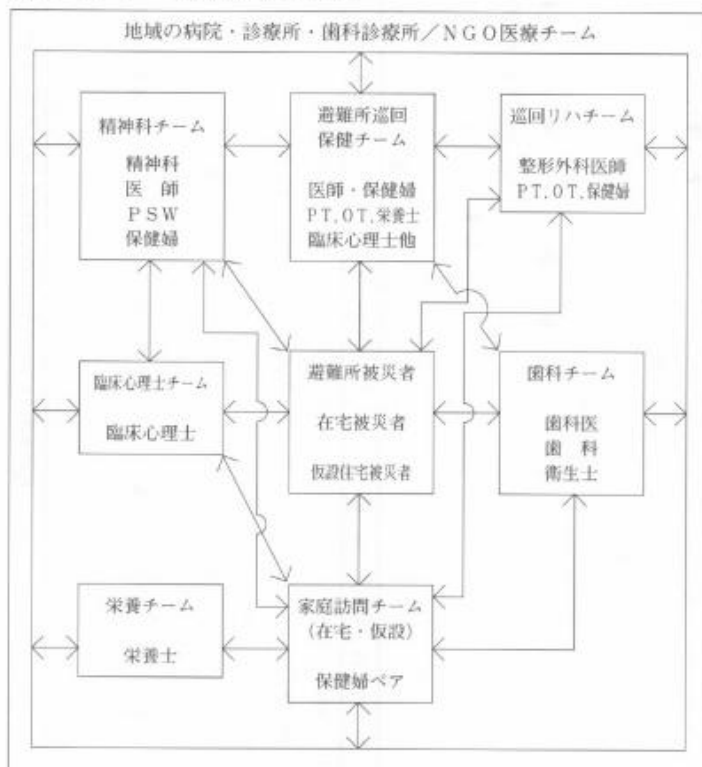 地域の病院・診療所・歯科診療所／ＮＧＯ医療チーム
精神科チーム
精神科
医　師
ＰＳＷ
保健婦
避難所巡回
保健チーム
医師・保健婦
ＰＴ，ＯＴ，栄養士
臨床心理士他
巡回リハチーム
整形外科医師
ＰＴ，ＯＴ，保健婦
臨床心理士チーム
臨床心理士
避難所被災者
在宅被災者
仮設住宅被災者
歯科チーム
歯科医
歯　科
衛生士
栄養チーム
栄養士
家庭訪問チーム
（在宅・仮設）
保健婦ペア